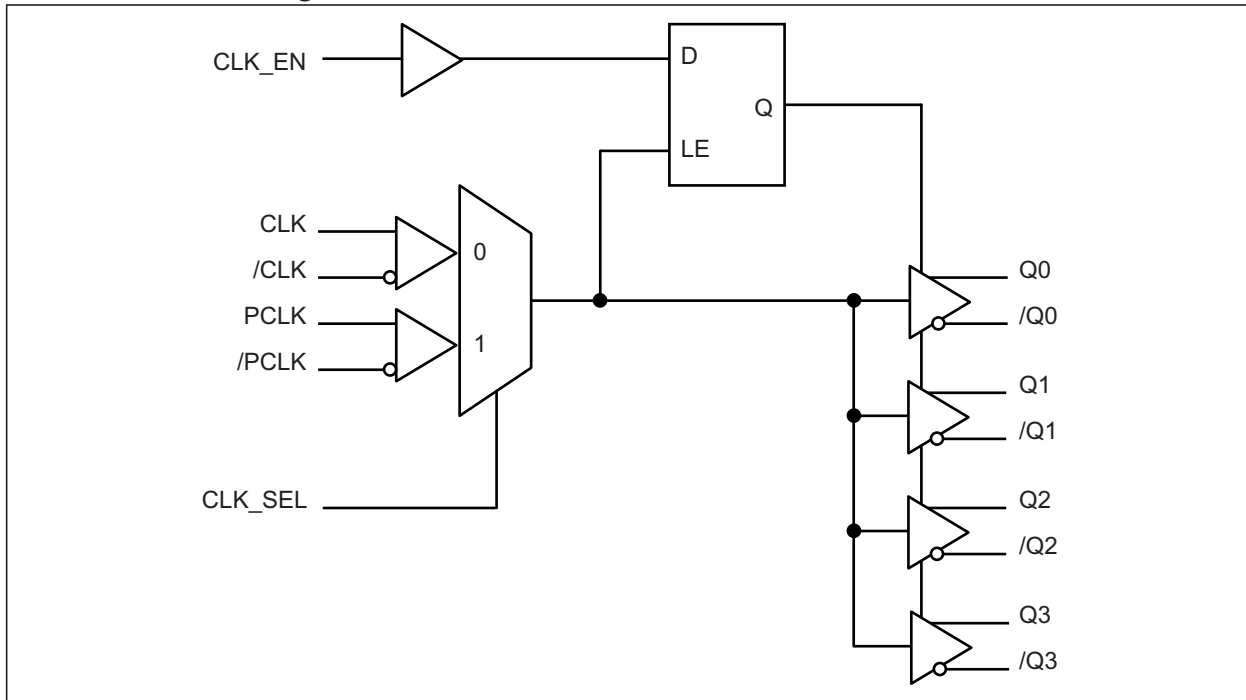 CLK_EN
D
Q
LE
CLK
/CLK
PCLK
/PCLK
0
1
CLK_SEL
Q0
/Q0
Q1
/Q1
Q2
/Q2
Q3
/Q3